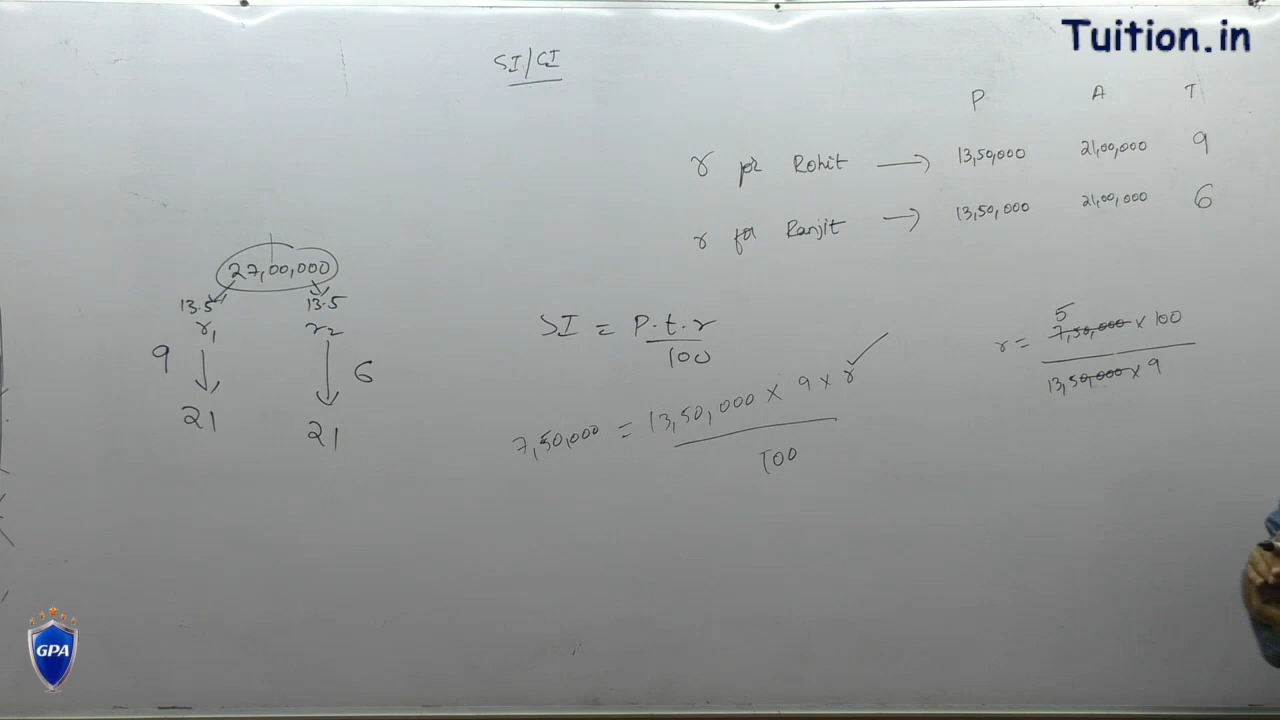 Tuition.in
SI/CI
P A T
r for Rohit → 13,50,000 21,00,000 9
r for Ranjit → 13,50,000 21,00,000 6
27,00,000
13.5 13.5
r1 r2
9 6
21 21
SI = P.t.r
100
7,50,000 = 13,50,000 × 9 × r
100
5
r = 7,50,000 × 100
13,50,000 × 9
GPA